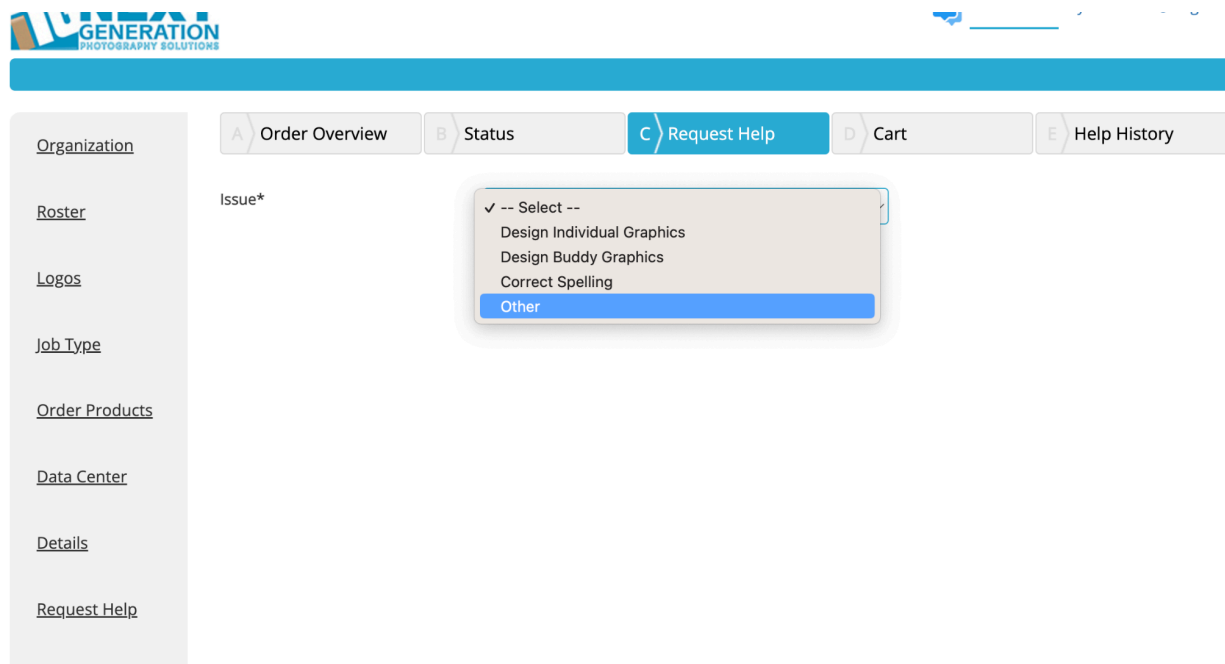 NEXT
GENERATION
PHOTOGRAPHY SOLUTIONS
A Order Overview
B Status
C Request Help
D Cart
E Help History
Organization
Roster
Logos
Job Type
Order Products
Data Center
Details
Request Help
Issue*
✓ -- Select --
Design Individual Graphics
Design Buddy Graphics
Correct Spelling
Other